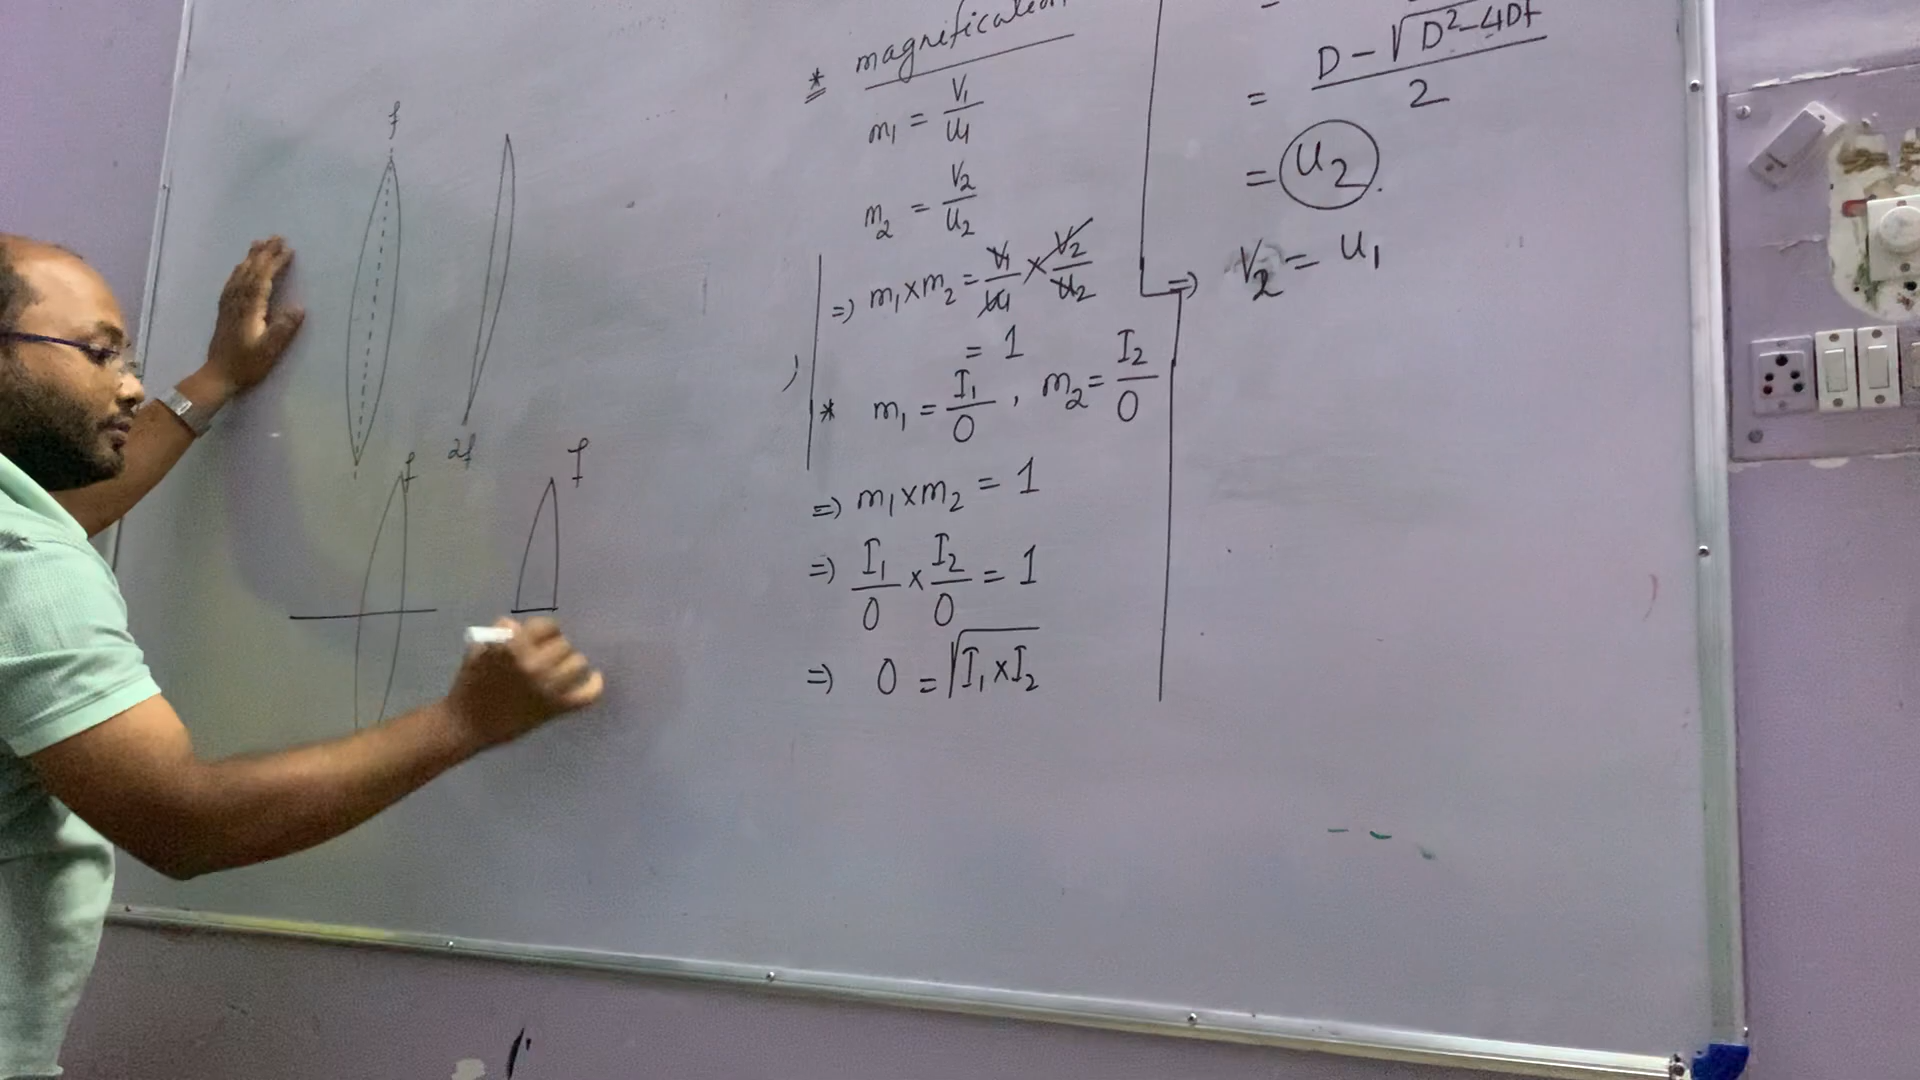 f
2f
f
f
* magnification
m₁ = V₁/u₁
m₂ = V₂/u₂
=) m₁×m₂ = V₁/u₁ × V₂/u₂
= 1
* m₁ = I₁/O , m₂ = I₂/O
=) m₁×m₂ = 1
=) I₁/O × I₂/O = 1
=) O = √I₁×I₂
= D-√D²-4Df/2
= u₂.
=) V₂ = u₁